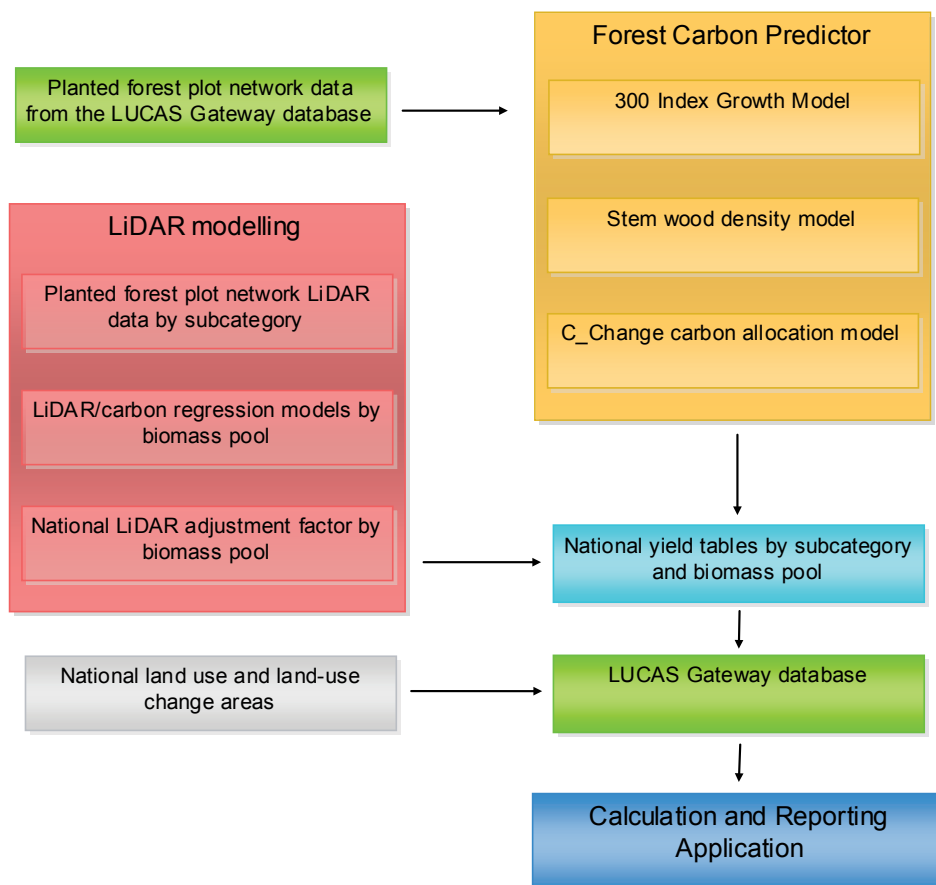 Planted forest plot network data
from the LUCAS Gateway database
Forest Carbon Predictor
300 Index Growth Model
Stem wood density model
C_Change carbon allocation model
LiDAR modelling
Planted forest plot network LiDAR
data by subcategory
LiDAR/carbon regression models by
biomass pool
National LiDAR adjustment factor by
biomass pool
National yield tables by subcategory
and biomass pool
National land use and land-use
change areas
LUCAS Gateway database
Calculation and Reporting
Application